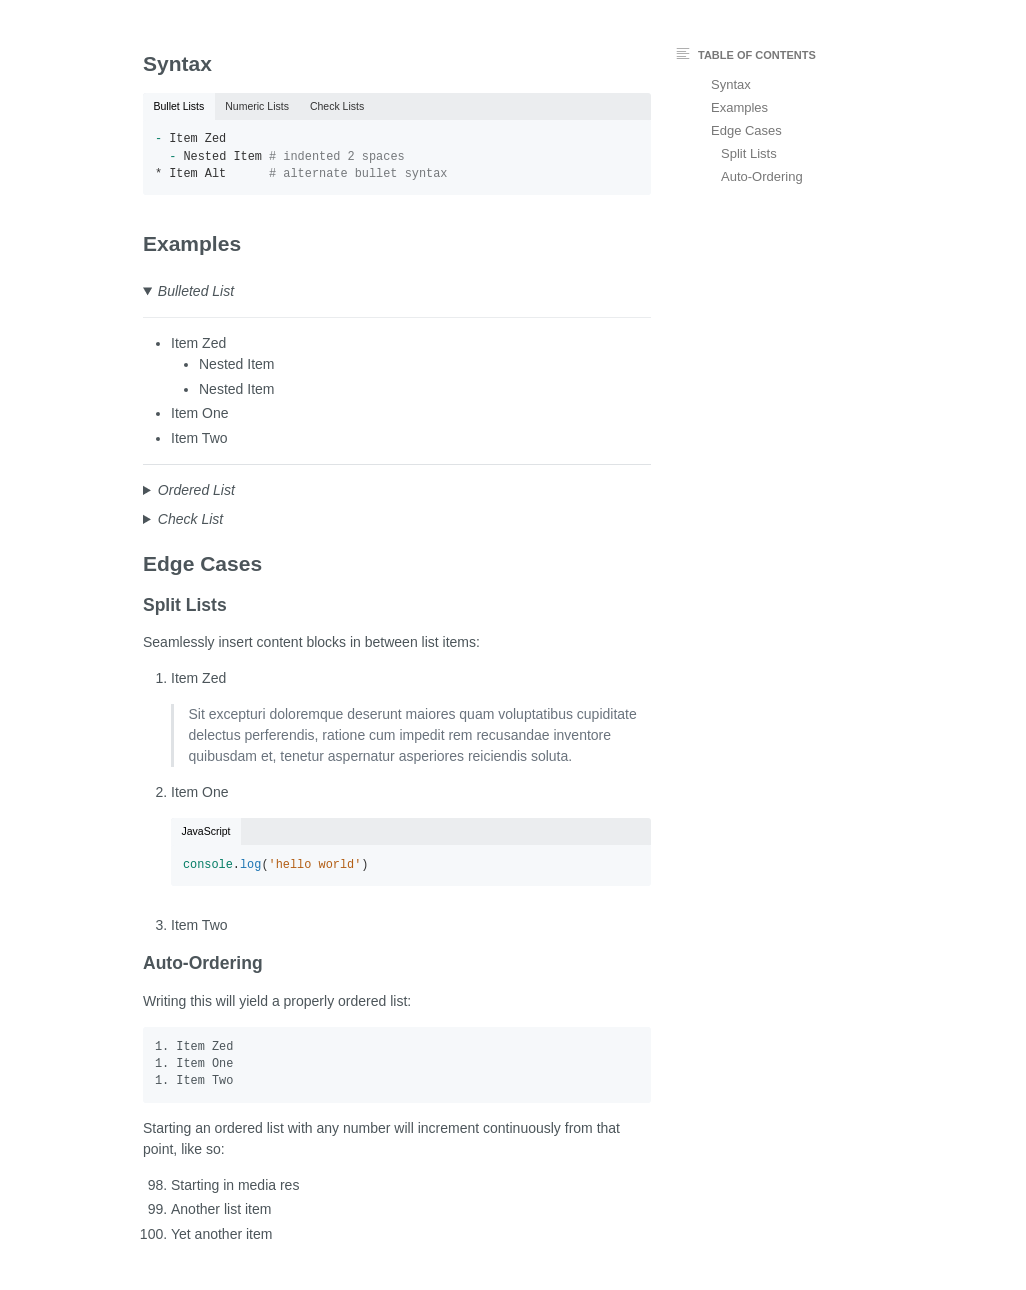 Syntax
Bullet Lists Numeric Lists Check Lists
- Item Zed
  - Nested Item # indented 2 spaces
* Item Alt      # alternate bullet syntax
Examples
▼ Bulleted List
• Item Zed
• Nested Item
• Nested Item
• Item One
• Item Two
▶ Ordered List
▶ Check List
Edge Cases
Split Lists
Seamlessly insert content blocks in between list items:
1. Item Zed
Sit excepturi doloremque deserunt maiores quam voluptatibus cupiditate
delectus perferendis, ratione cum impedit rem recusandae inventore
quibusdam et, tenetur aspernatur asperiores reiciendis soluta.
2. Item One
JavaScript
console.log('hello world')
3. Item Two
Auto-Ordering
Writing this will yield a properly ordered list:
1. Item Zed
1. Item One
1. Item Two
Starting an ordered list with any number will increment continuously from that
point, like so:
98. Starting in media res
99. Another list item
100. Yet another item
TABLE OF CONTENTS
Syntax
Examples
Edge Cases
Split Lists
Auto-Ordering